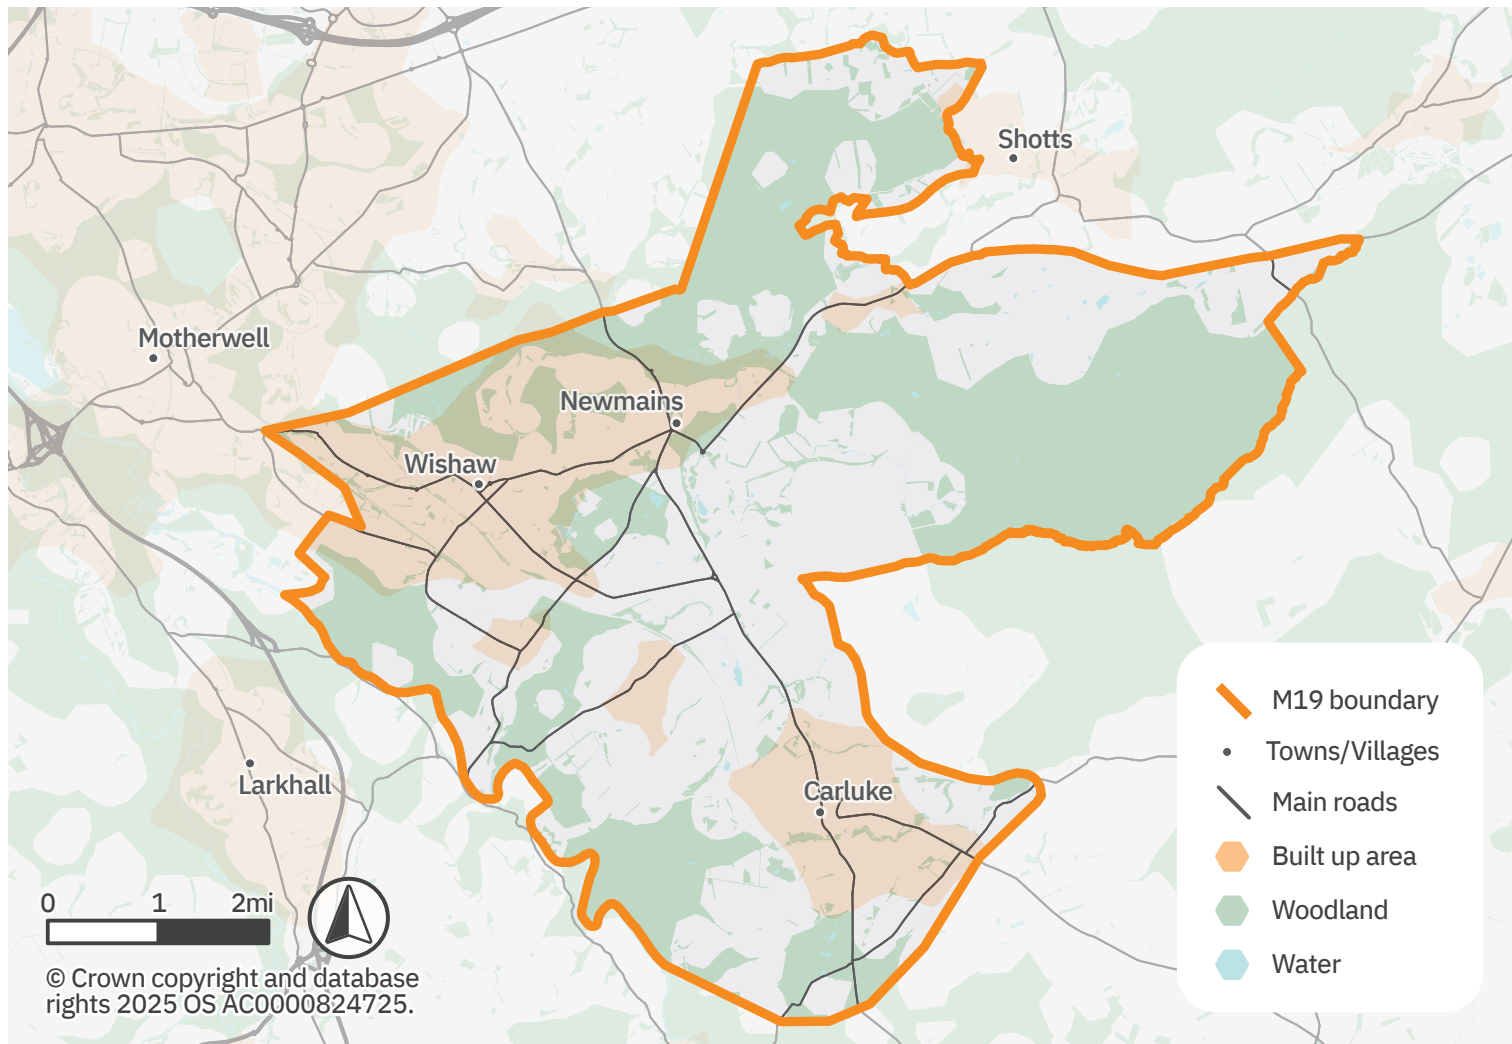 Shotts
Motherwell
Newmains
Wishaw
Larkhall
Carluke
M19 boundary
Towns/Villages
Main roads
Built up area
Woodland
Water
0 1 2mi
© Crown copyright and database
rights 2025 OS AC0000824725.